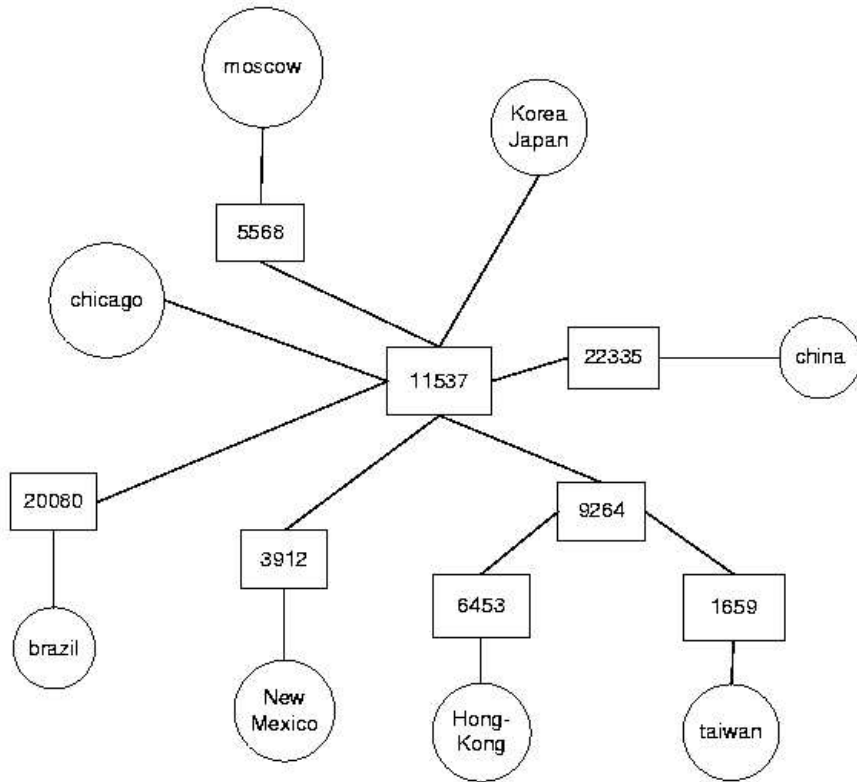 moscow
Korea
Japan
5568
chicago
11537
22335
china
20080
9264
3912
6453
1659
brazil
New
Mexico
Hong-
Kong
taiwan